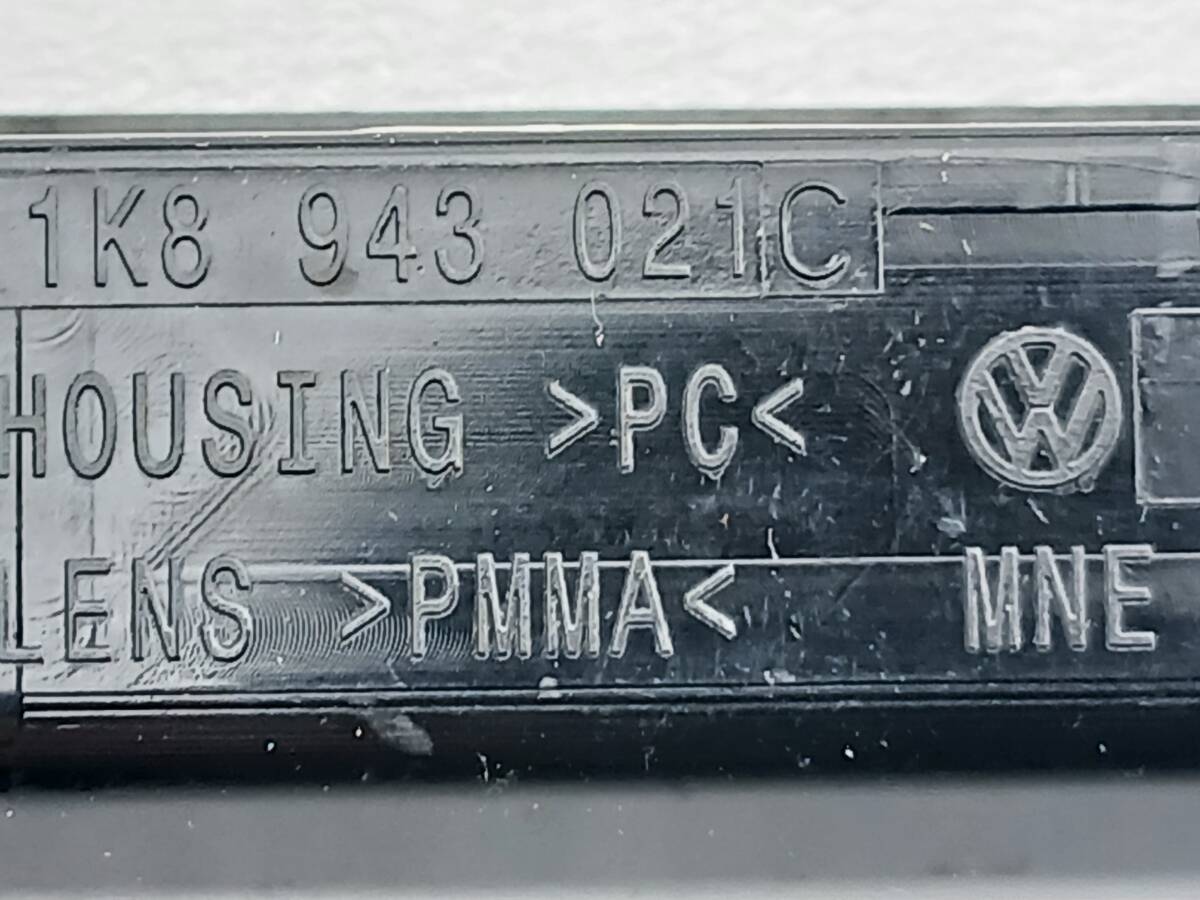 1K8 943 021C
HOUSING >PC<
LENS >PMMA< MNE